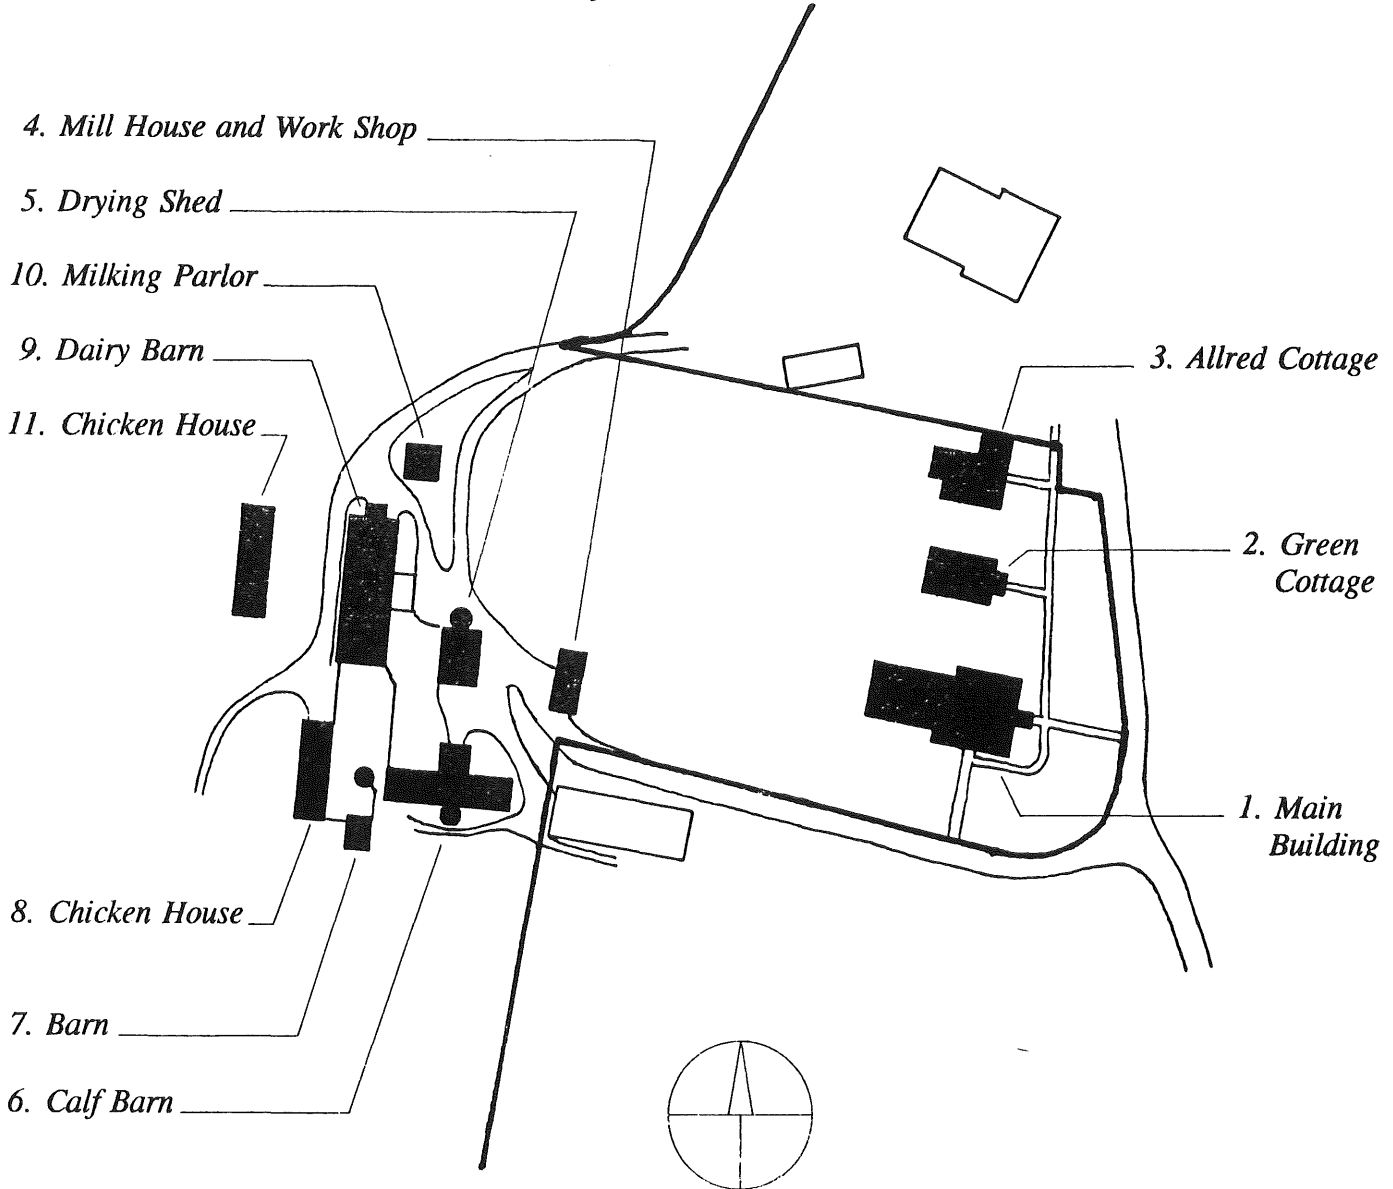 4. Mill House and Work Shop
5. Drying Shed
10. Milking Parlor
9. Dairy Barn
11. Chicken House
3. Allred Cottage
2. Green
Cottage
1. Main
Building
8. Chicken House
7. Barn
6. Calf Barn